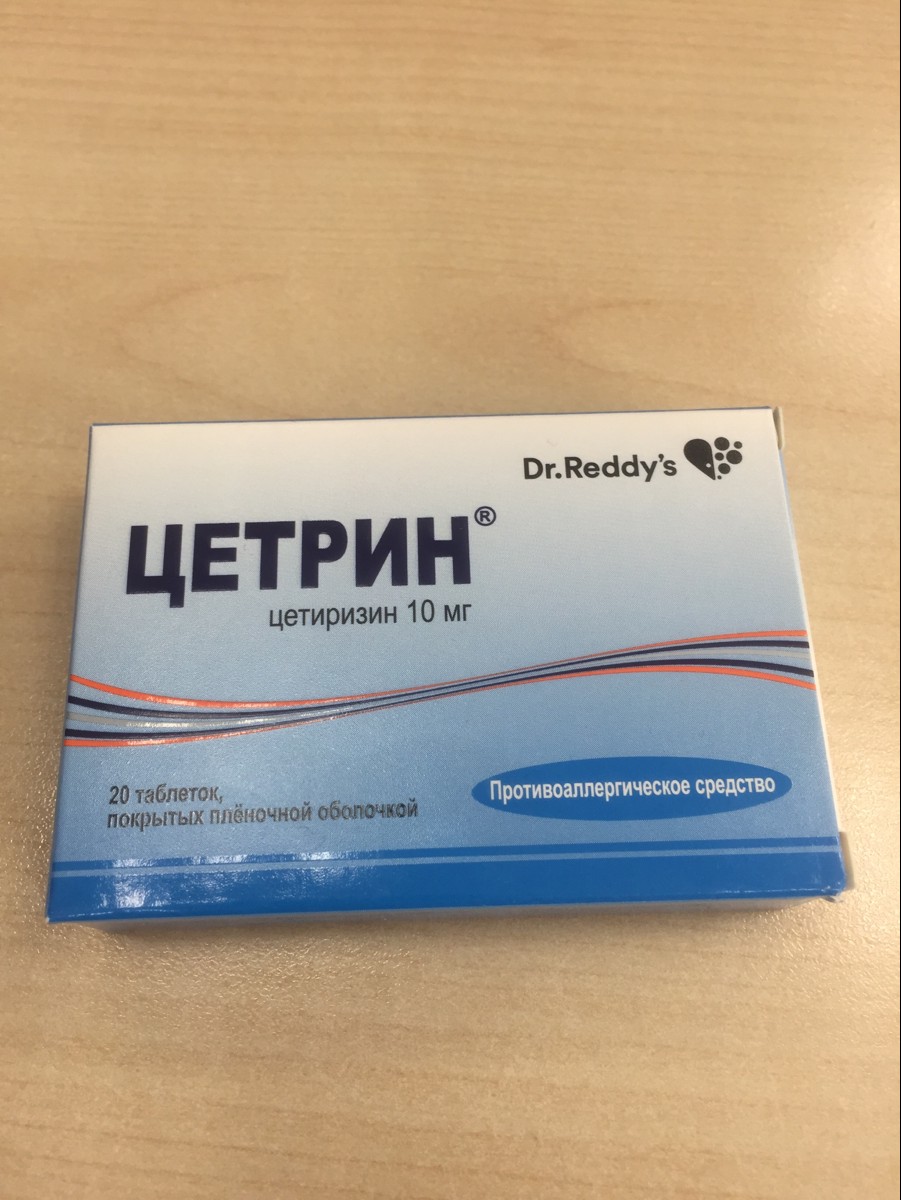 Dr.Reddy's
ЦЕТРИН®
цетиризин 10 мг
20 таблеток,
покрытых плёночной оболочкой
Противоаллергическое средство